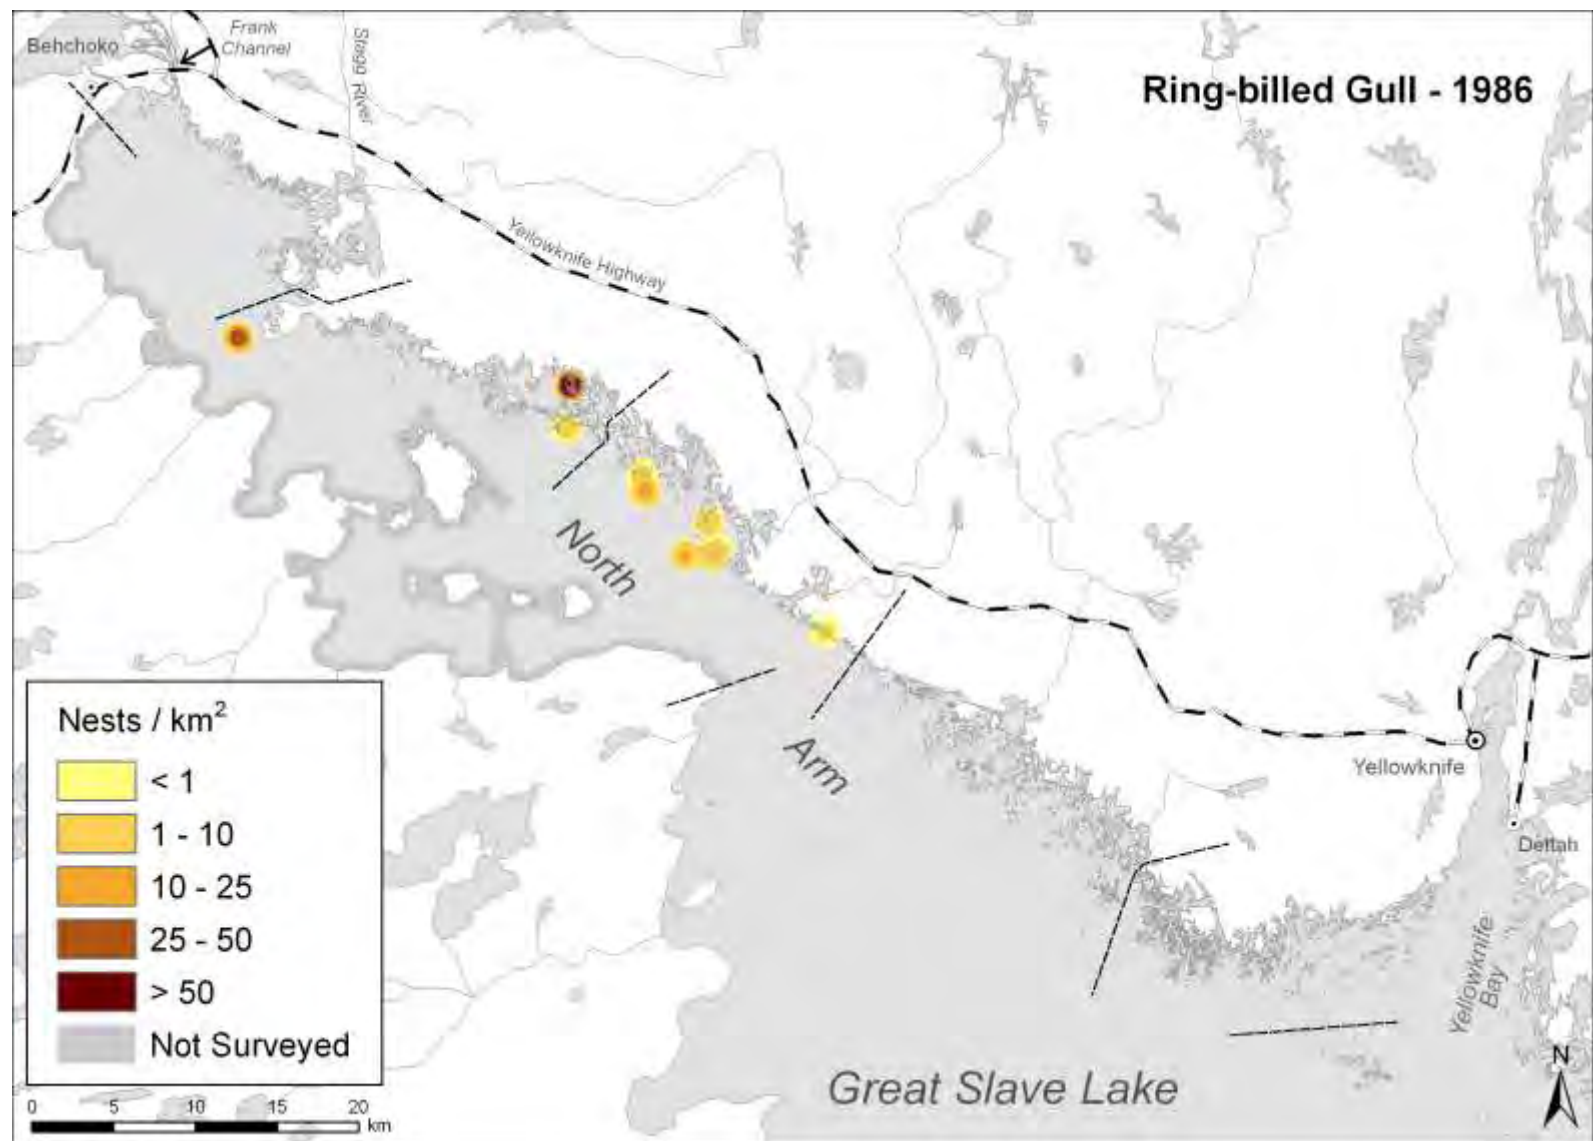 Behchoko
Frank
Channel
Stagg River
Ring-billed Gull - 1986
Yellowknife Highway
North
Arm
Yellowknife
Dettah
Yellowknife
Bay
Great Slave Lake
N
Nests / km²
< 1
1 - 10
10 - 25
25 - 50
> 50
Not Surveyed
0 5 10 15 20
km